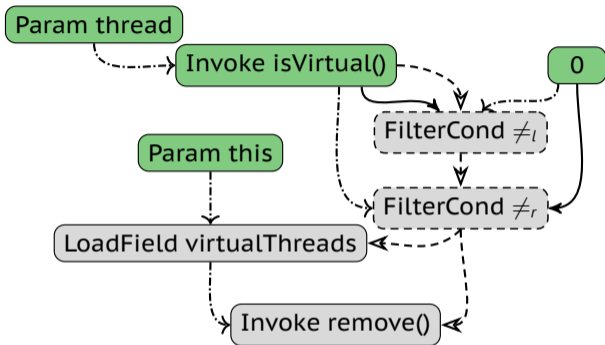 Param thread
Invoke isVirtual()
0
FilterCond ≠ₗ
Param this
FilterCond ≠ᵣ
LoadField virtualThreads
Invoke remove()